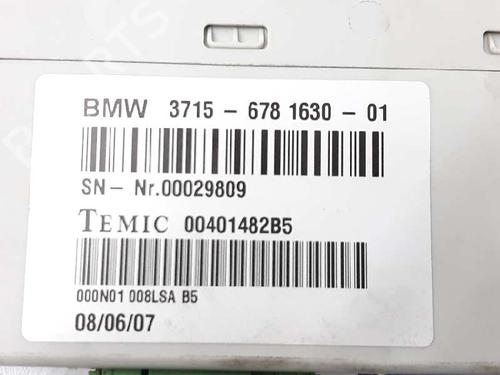 BMW 3715 - 678 1630 - 01
SN- Nr.00029809
TEMIC 00401482B5
000N01 008LSA B5
08/06/07